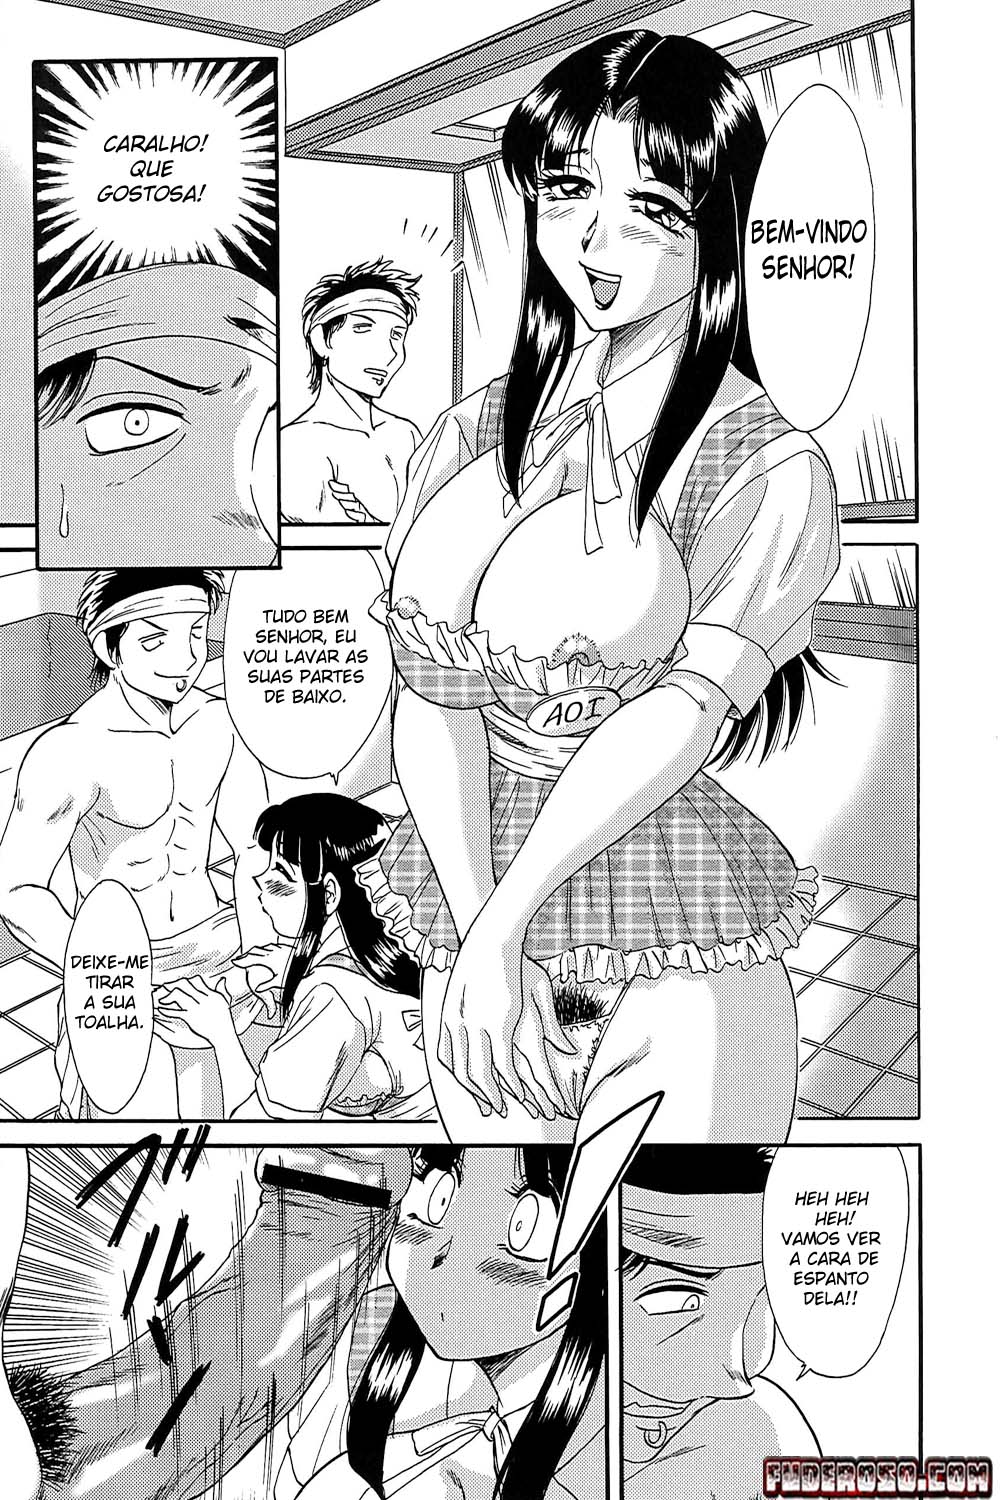 BEM-VINDO
SENHOR!
CARALHO!
QUE
GOSTOSA!
AOI
TUDO BEM
SENHOR, EU
VOU LAVAR AS
SUAS PARTES
DE BAIXO.
DEIXE-ME
TIRAR
A SUA
TOALHA.
HEH HEH
HEH!
VAMOS VER
A CARA DE
ESPANTO
DELA!!
FUDEROSO.COM